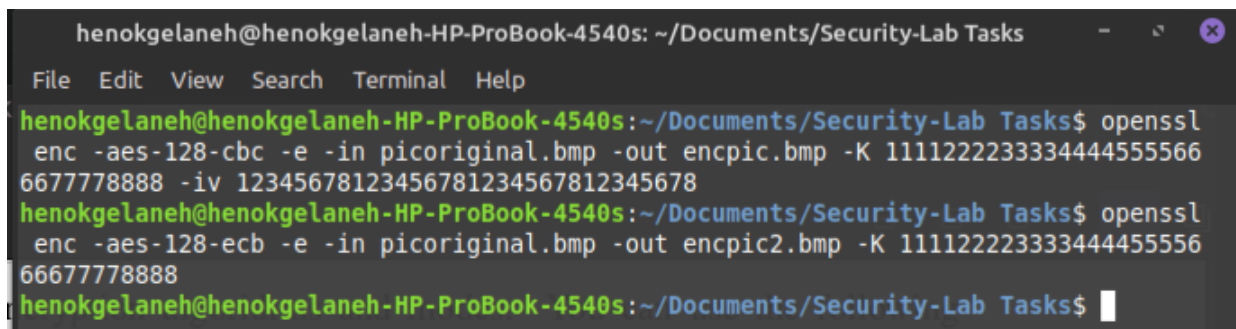 henokgelaneh@henokgelaneh-HP-ProBook-4540s: ~/Documents/Security-Lab Tasks
File Edit View Search Terminal Help
henokgelaneh@henokgelaneh-HP-ProBook-4540s:~/Documents/Security-Lab Tasks$ openssl
enc -aes-128-cbc -e -in picoriginal.bmp -out encpic.bmp -K 1111222233334444555566
6677778888 -iv 12345678123456781234567812345678
henokgelaneh@henokgelaneh-HP-ProBook-4540s:~/Documents/Security-Lab Tasks$ openssl
enc -aes-128-ecb -e -in picoriginal.bmp -out encpic2.bmp -K 111122223333444455556
66677778888
henokgelaneh@henokgelaneh-HP-ProBook-4540s:~/Documents/Security-Lab Tasks$